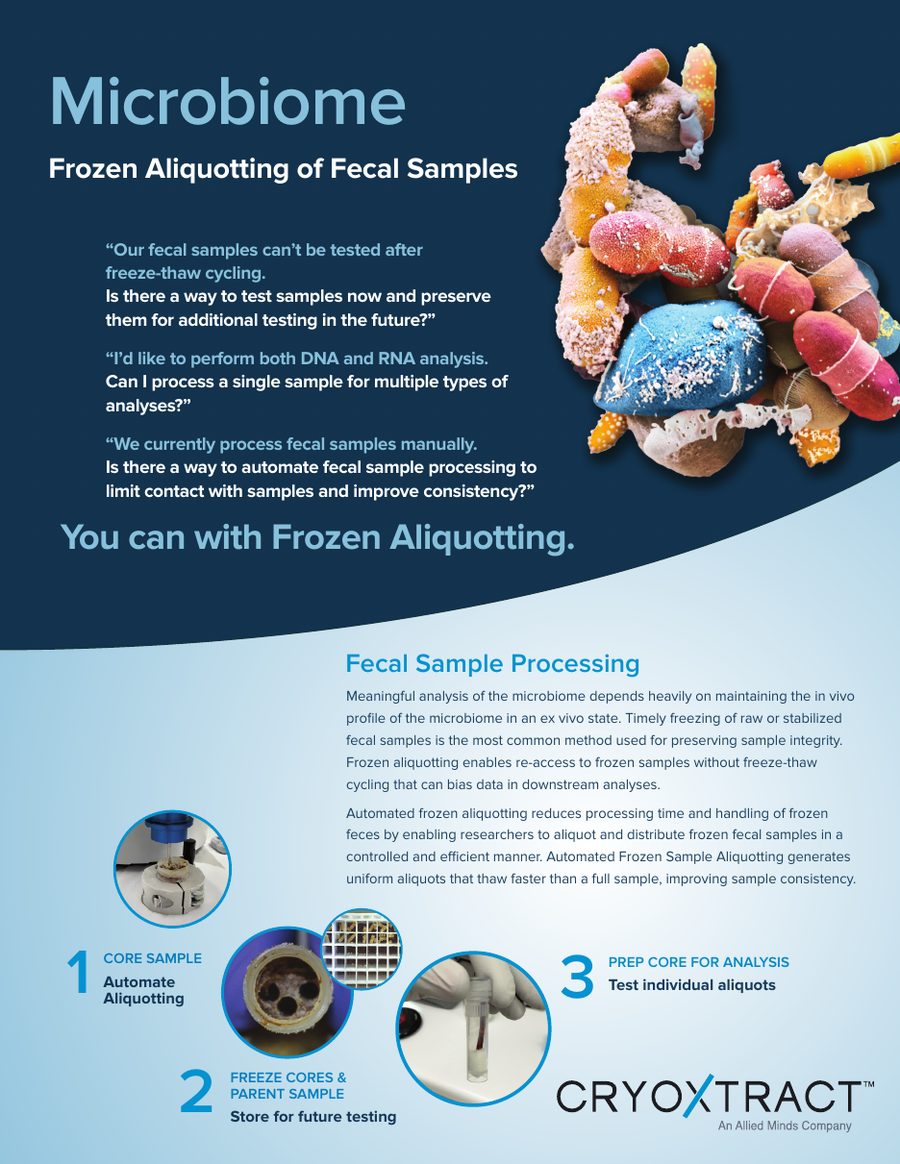 Microbiome
Frozen Aliquotting of Fecal Samples
“Our fecal samples can’t be tested after
freeze-thaw cycling.
Is there a way to test samples now and preserve
them for additional testing in the future?”
“I’d like to perform both DNA and RNA analysis.
Can I process a single sample for multiple types of
analyses?”
“We currently process fecal samples manually.
Is there a way to automate fecal sample processing to
limit contact with samples and improve consistency?”
You can with Frozen Aliquotting.
Fecal Sample Processing
Meaningful analysis of the microbiome depends heavily on maintaining the in vivo
profile of the microbiome in an ex vivo state. Timely freezing of raw or stabilized
fecal samples is the most common method used for preserving sample integrity.
Frozen aliquotting enables re-access to frozen samples without freeze-thaw
cycling that can bias data in downstream analyses.
Automated frozen aliquotting reduces processing time and handling of frozen
feces by enabling researchers to aliquot and distribute frozen fecal samples in a
controlled and efficient manner. Automated Frozen Sample Aliquotting generates
uniform aliquots that thaw faster than a full sample, improving sample consistency.
1 CORE SAMPLE
Automate
Aliquotting
2 FREEZE CORES &
PARENT SAMPLE
Store for future testing
3 PREP CORE FOR ANALYSIS
Test individual aliquots
CRYOXTRACT™
An Allied Minds Company